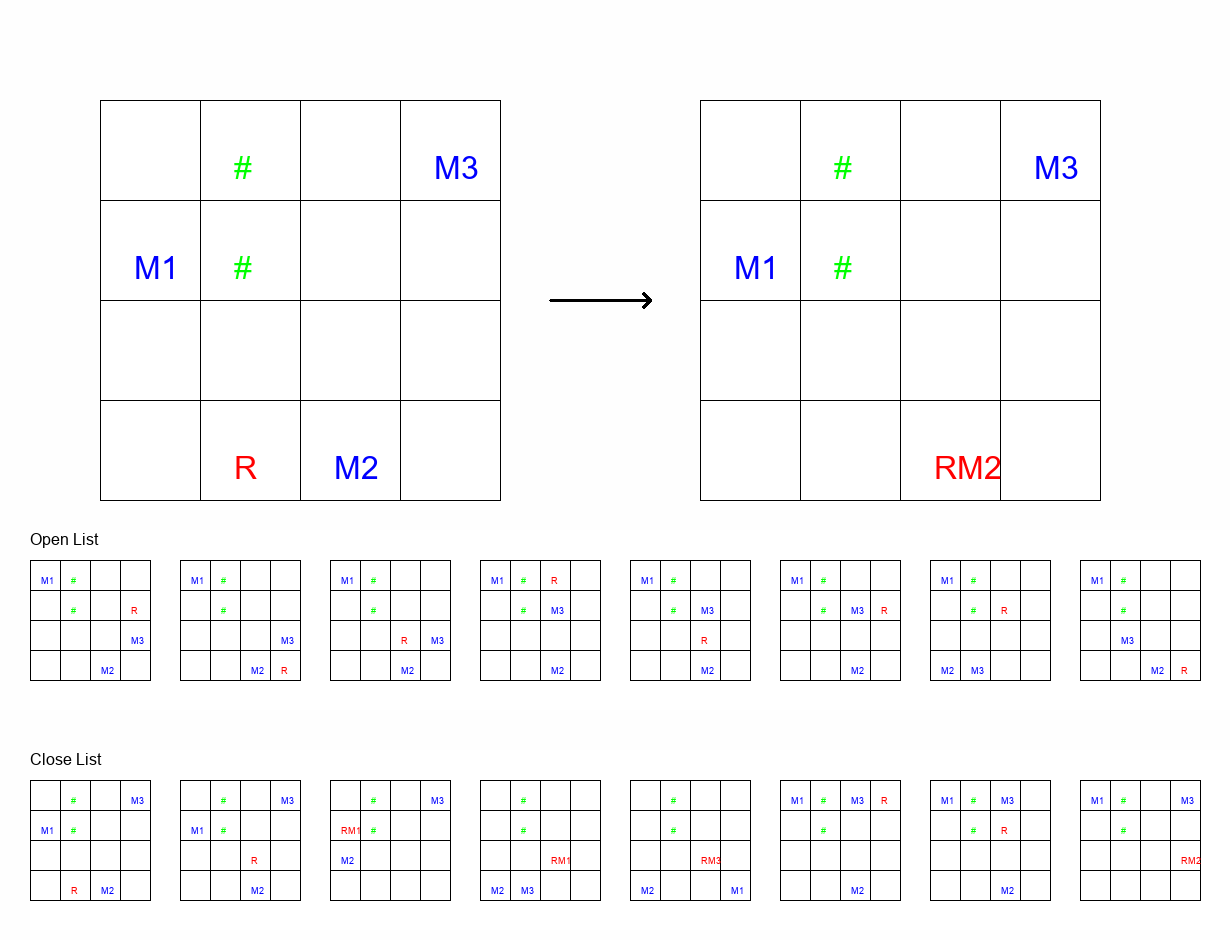 # M3 # M3
M1 # M1 #
R M2 RM2
Open List
M1 # M1 # M1 # M1 # R M1 # M1 # M1 # M1 #
# R # # # M3 # M3 # M3 R # R #
M3 M3 R M3 R M3
M2 M2 R M2 M2 M2 M2 M2 M3 M2 R
Close List
# M3 # M3 # M3 # # M1 # M3 R M1 # M3 M1 # M3
M1 # M1 # RM1 # # # # # R #
R M2 RM1 RM3 RM2
R M2 M2 M2 M3 M2 M1 M2 M2